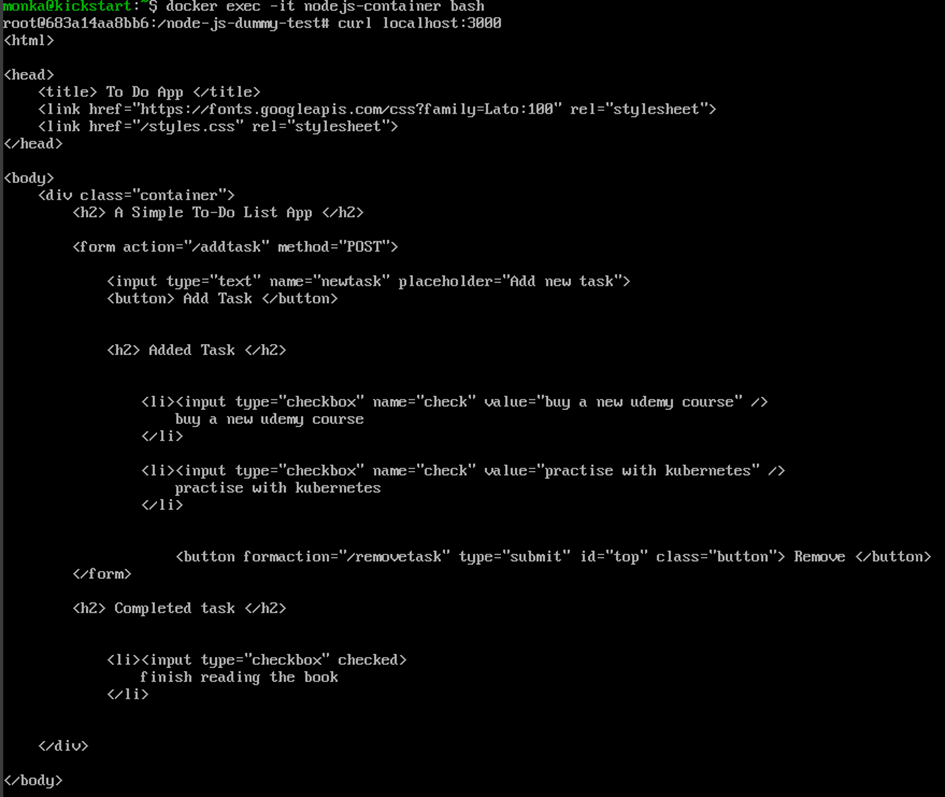 monka@kickstart:~$ docker exec -it nodejs-container bash
root@683a14aa8bb6:/node-js-dummy-test# curl localhost:3000
<html>
<head>
    <title> To Do App </title>
    <link href="https://fonts.googleapis.com/css?family=Lato:100" rel="stylesheet">
    <link href="/styles.css" rel="stylesheet">
</head>
<body>
    <div class="container">
        <h2> A Simple To-Do List App </h2>
        <form action="/addtask" method="POST">
            <input type="text" name="newtask" placeholder="Add new task">
            <button> Add Task </button>
            <h2> Added Task </h2>
                <li><input type="checkbox" name="check" value="buy a new udemy course" />
                    buy a new udemy course
                </li>
                <li><input type="checkbox" name="check" value="practise with kubernetes" />
                    practise with kubernetes
                </li>
                    <button formaction="/removetask" type="submit" id="top" class="button"> Remove </button>
        </form>
        <h2> Completed task </h2>
            <li><input type="checkbox" checked>
                finish reading the book
            </li>
    </div>
</body>